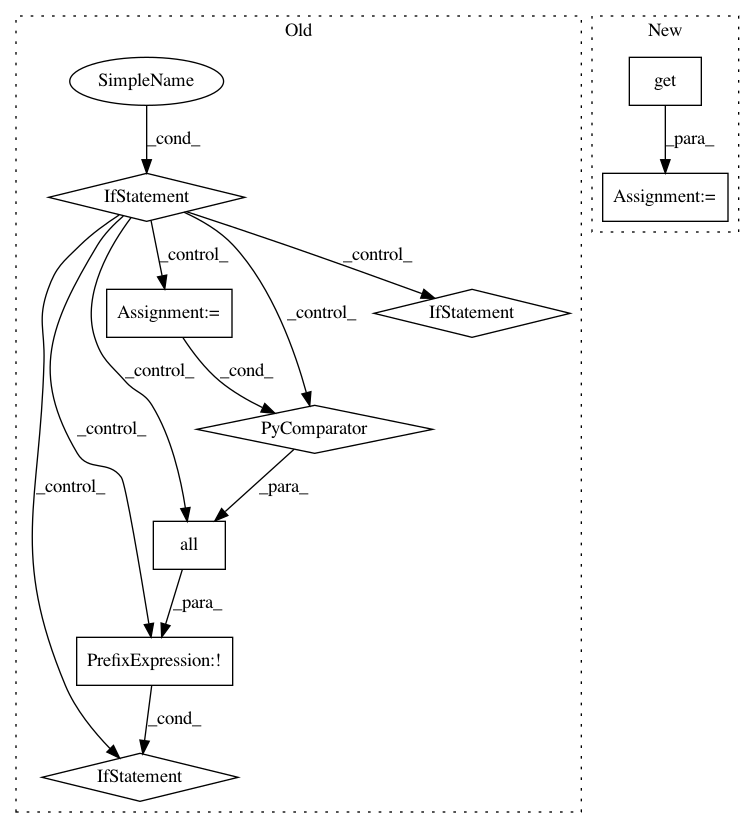 Old
New
SimpleName
get
_cond_
_para_
IfStatement
Assignment:=
_control_
_control_
Assignment:=
_control_
IfStatement
_control_
_cond_
PyComparator
_control_
_control_
_para_
all
_para_
PrefixExpression:!
_cond_
IfStatement